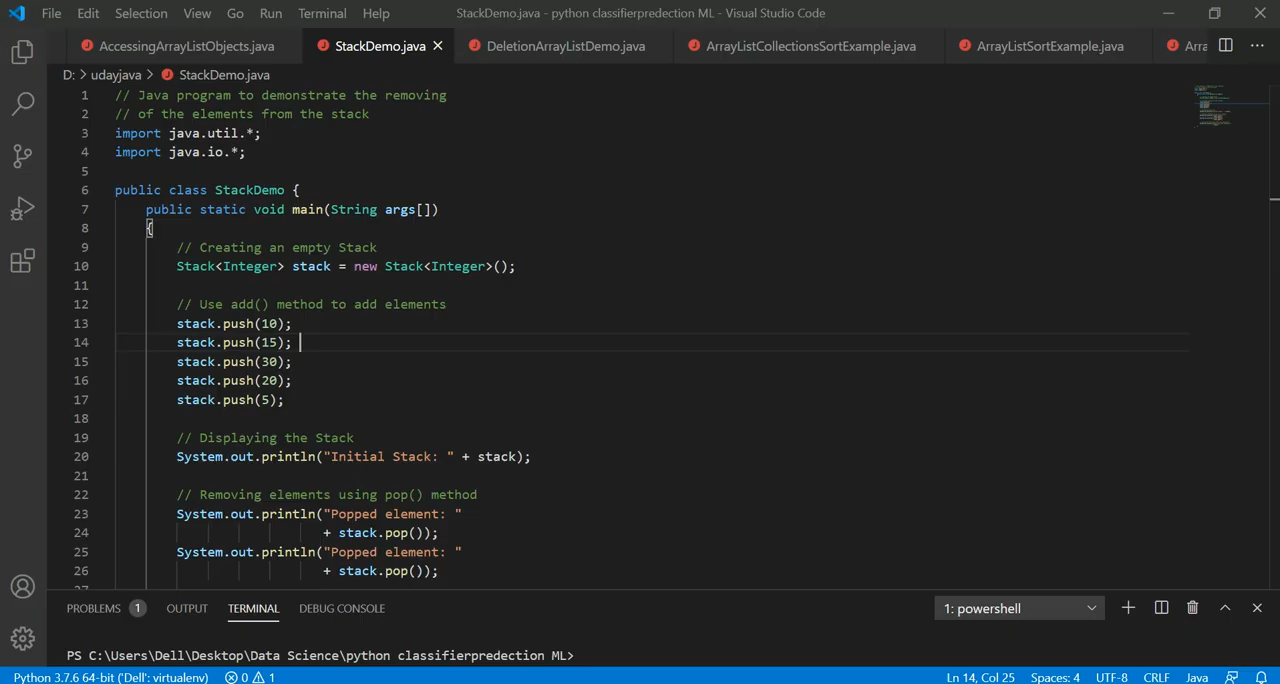 File Edit Selection View Go Run Terminal Help StackDemo.java - python classifierpredection ML - Visual Studio Code
AccessingArrayListObjects.java StackDemo.java DeletionArrayListDemo.java ArrayListCollectionsSortExample.java ArrayListSortExample.java Arra
D: > udayjava > StackDemo.java
1 // Java program to demonstrate the removing
2 // of the elements from the stack
3 import java.util.*;
4 import java.io.*;
5
6 public class StackDemo {
7 public static void main(String args[])
8 {
9 // Creating an empty Stack
10 Stack<Integer> stack = new Stack<Integer>();
11
12 // Use add() method to add elements
13 stack.push(10);
14 stack.push(15);
15 stack.push(30);
16 stack.push(20);
17 stack.push(5);
18
19 // Displaying the Stack
20 System.out.println("Initial Stack: " + stack);
21
22 // Removing elements using pop() method
23 System.out.println("Popped element: "
24 + stack.pop());
25 System.out.println("Popped element: "
26 + stack.pop());
27
PROBLEMS 1 OUTPUT TERMINAL DEBUG CONSOLE 1: powershell
PS C:\Users\Dell\Desktop\Data Science\python classifierpredection ML>
Python 3.7.6 64-bit ('Dell': virtualenv) 0 1 Ln 14, Col 25 Spaces: 4 UTF-8 CRLF Java